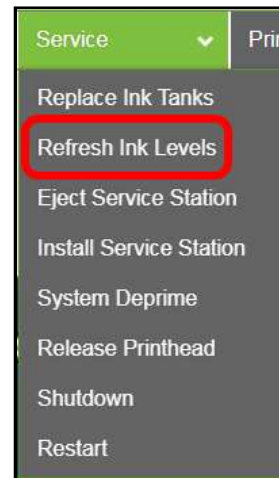 Service
Prin
Replace Ink Tanks
Refresh Ink Levels
Eject Service Station
Install Service Station
System Deprime
Release Printhead
Shutdown
Restart